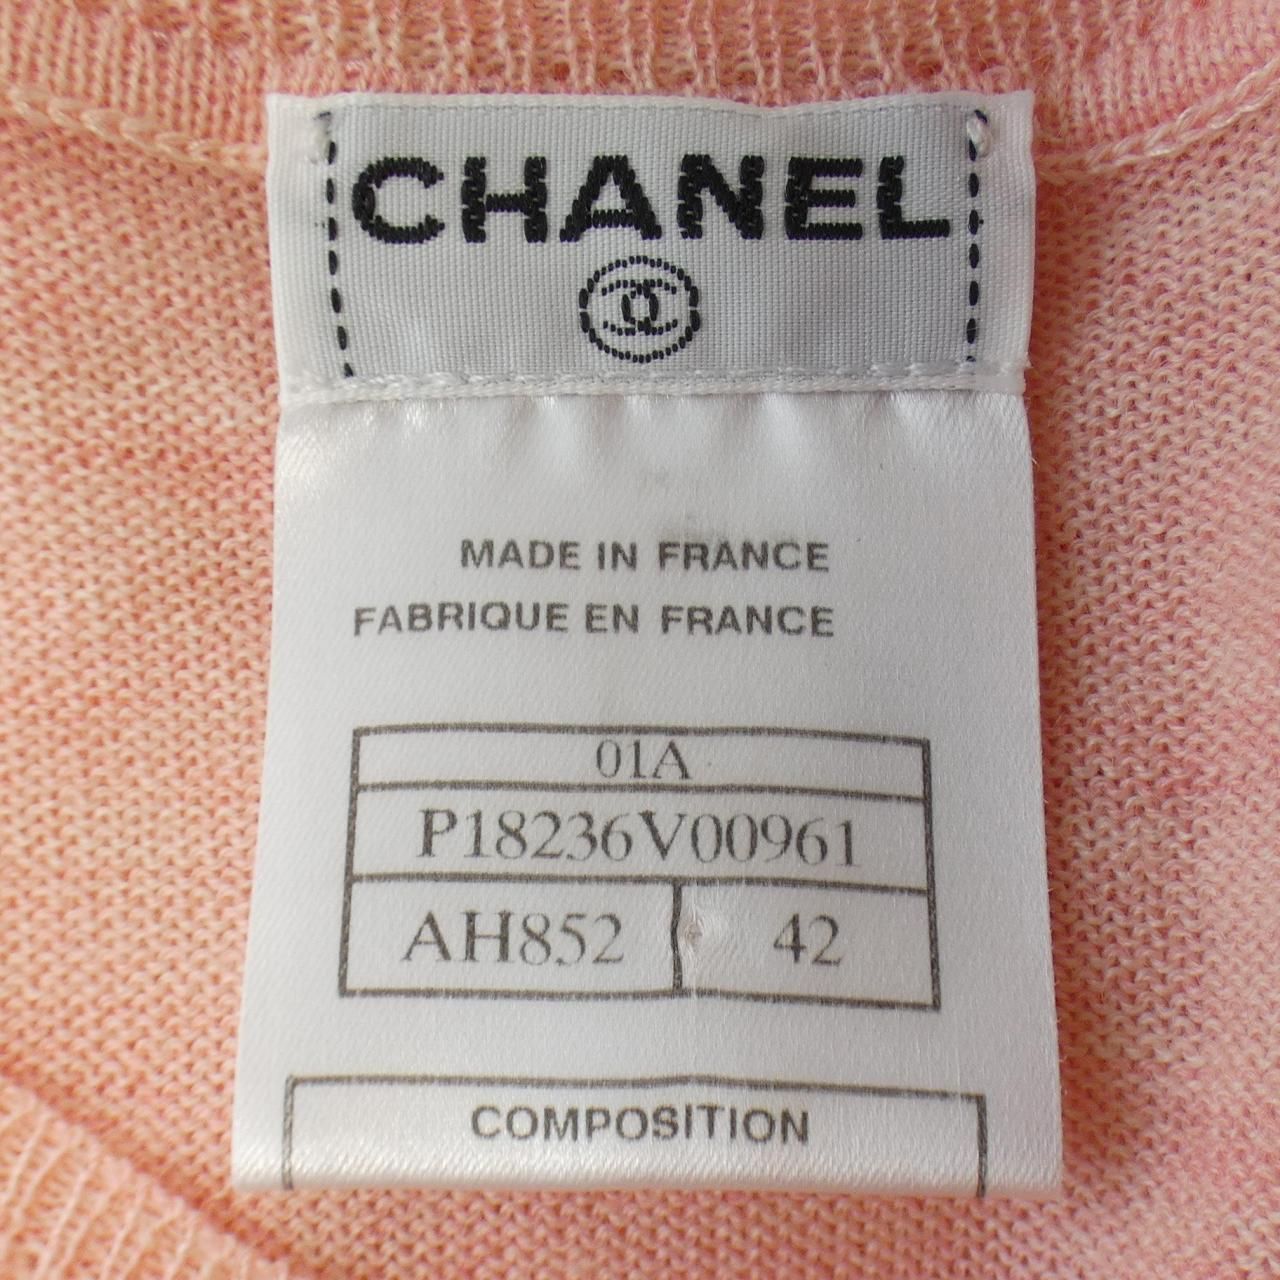 CHANEL
MADE IN FRANCE
FABRIQUE EN FRANCE
01A
P18236V00961
AH852 42
COMPOSITION